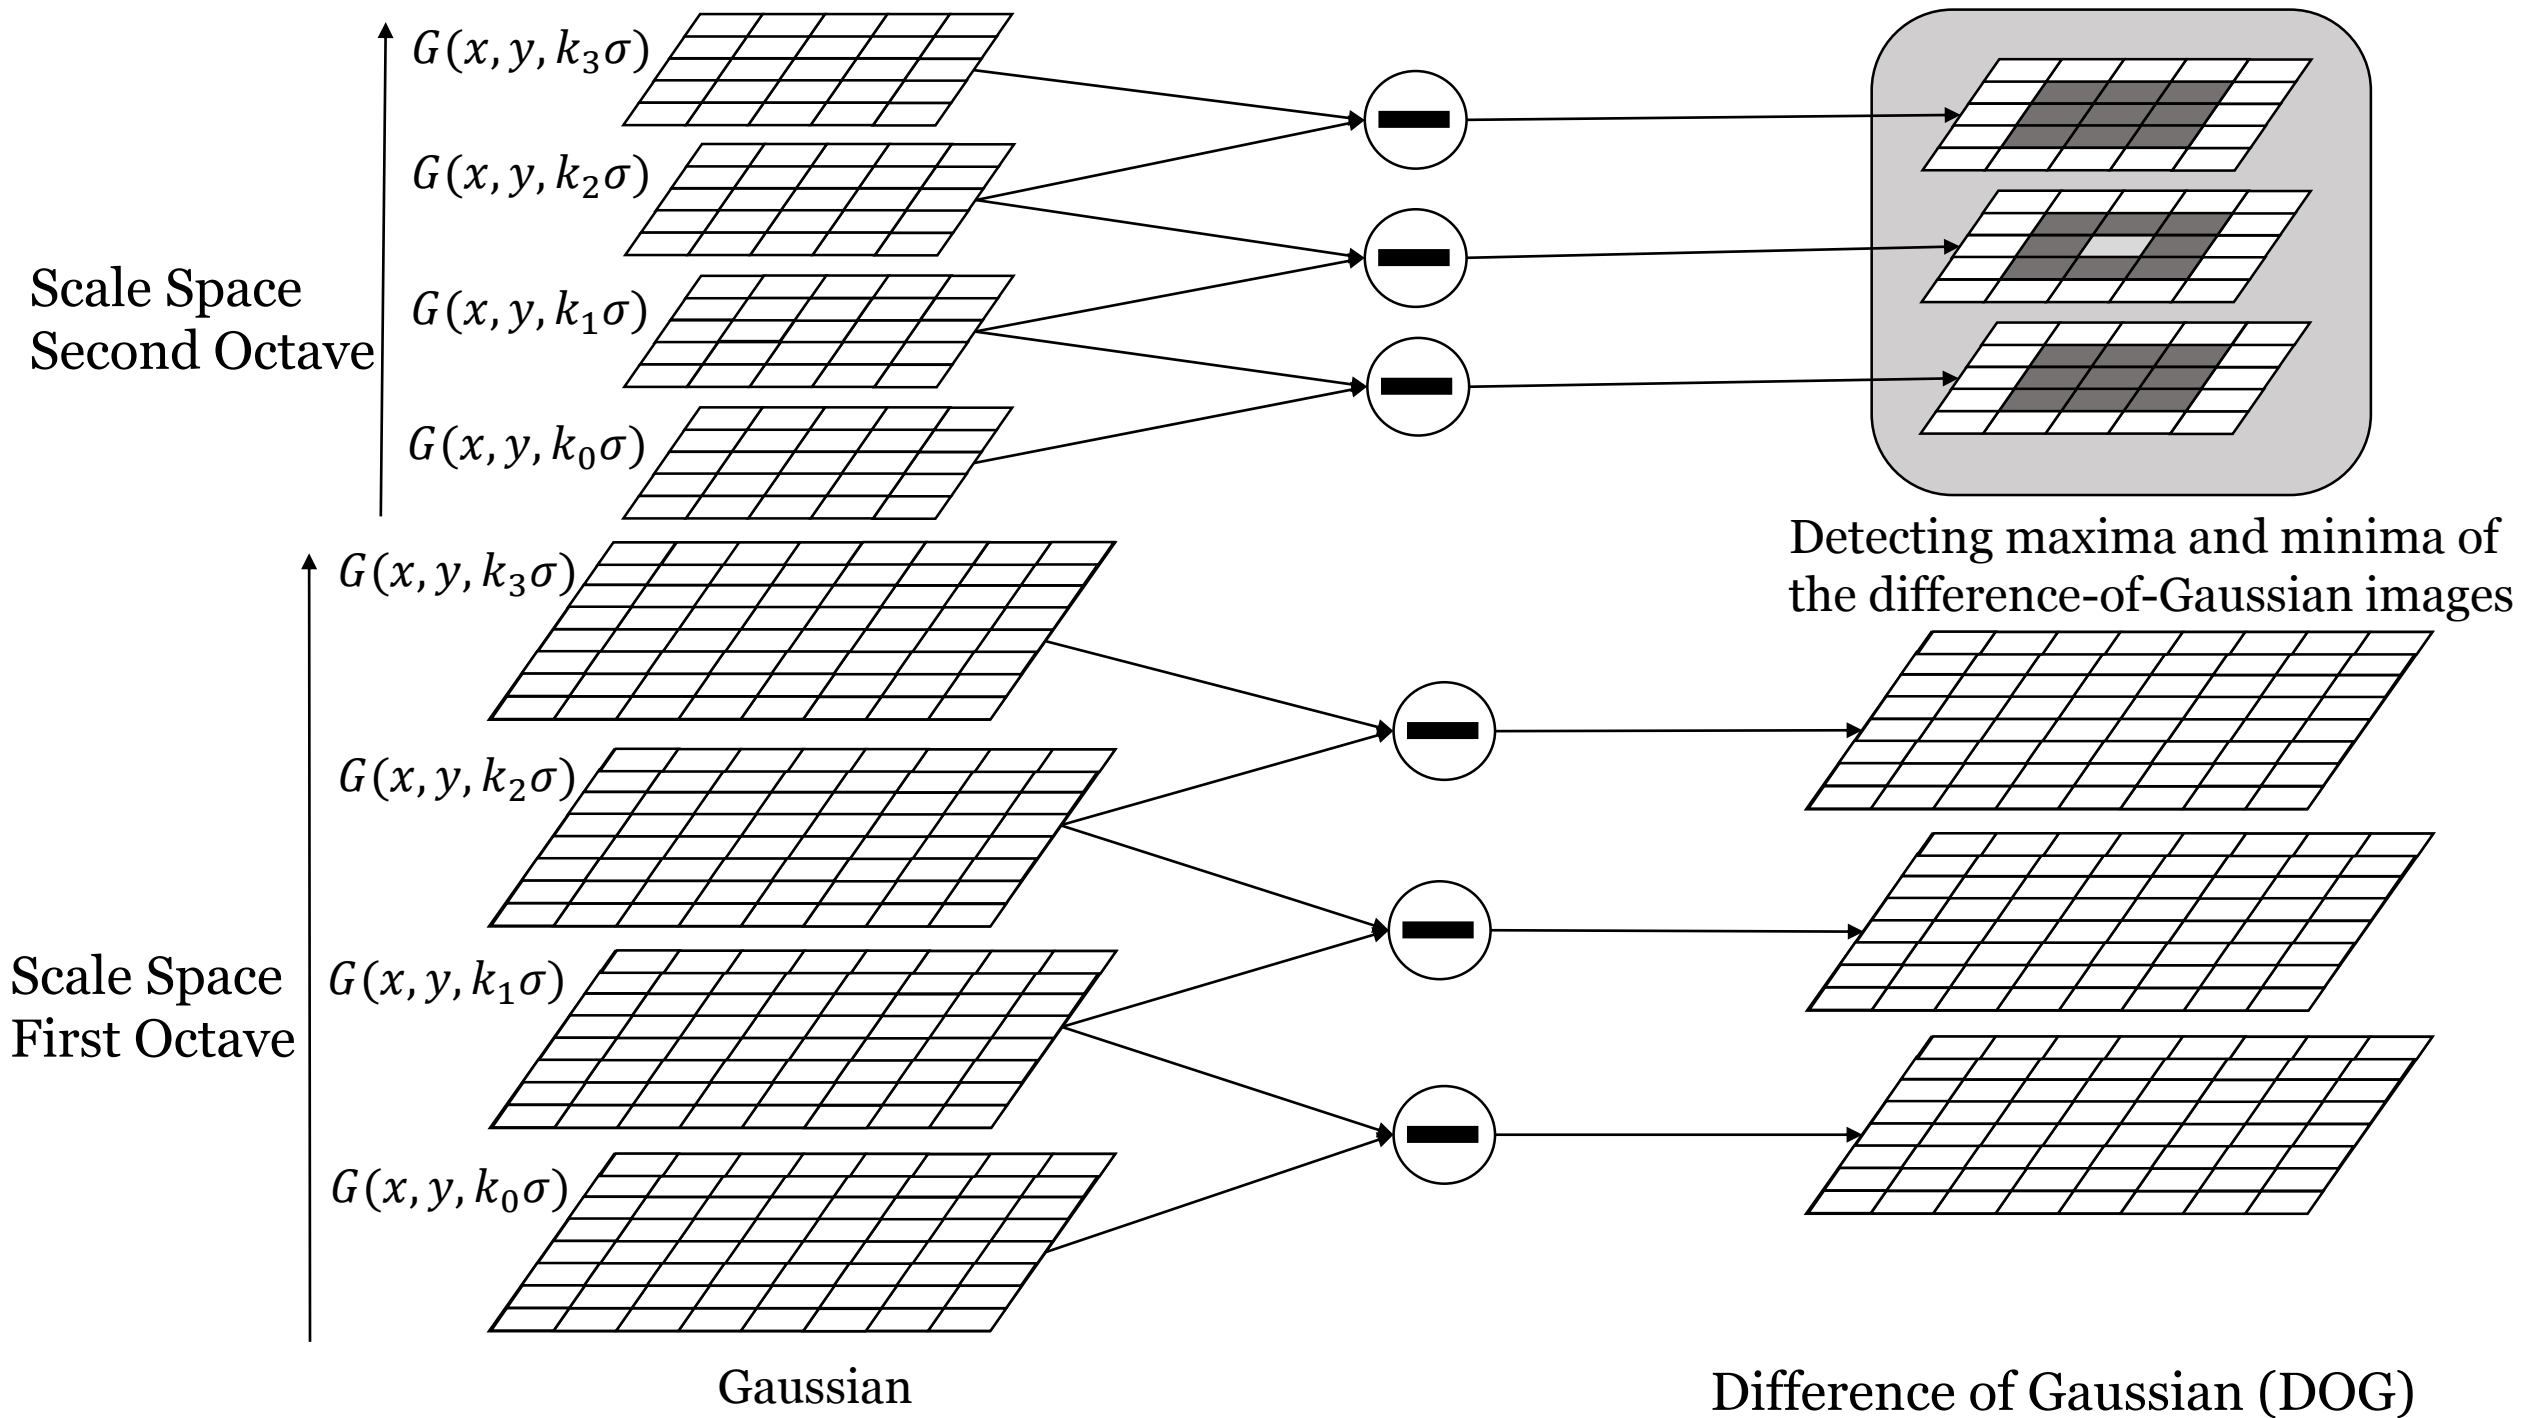 G(x, y, k₃σ)
G(x, y, k₂σ)
Scale Space
Second Octave
G(x, y, k₁σ)
G(x, y, k₀σ)
Detecting maxima and minima of
the difference-of-Gaussian images
G(x, y, k₃σ)
G(x, y, k₂σ)
Scale Space
First Octave
G(x, y, k₁σ)
G(x, y, k₀σ)
Gaussian
Difference of Gaussian (DOG)